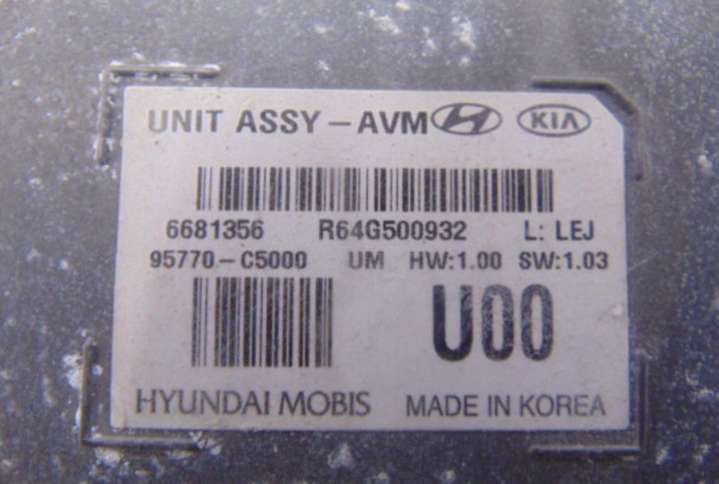 UNIT ASSY-AVM KIA
6681356 R64G500932 L: LEJ
95770-C5000 UM HW:1.00 SW:1.03
U00
HYUNDAI MOBIS MADE IN KOREA